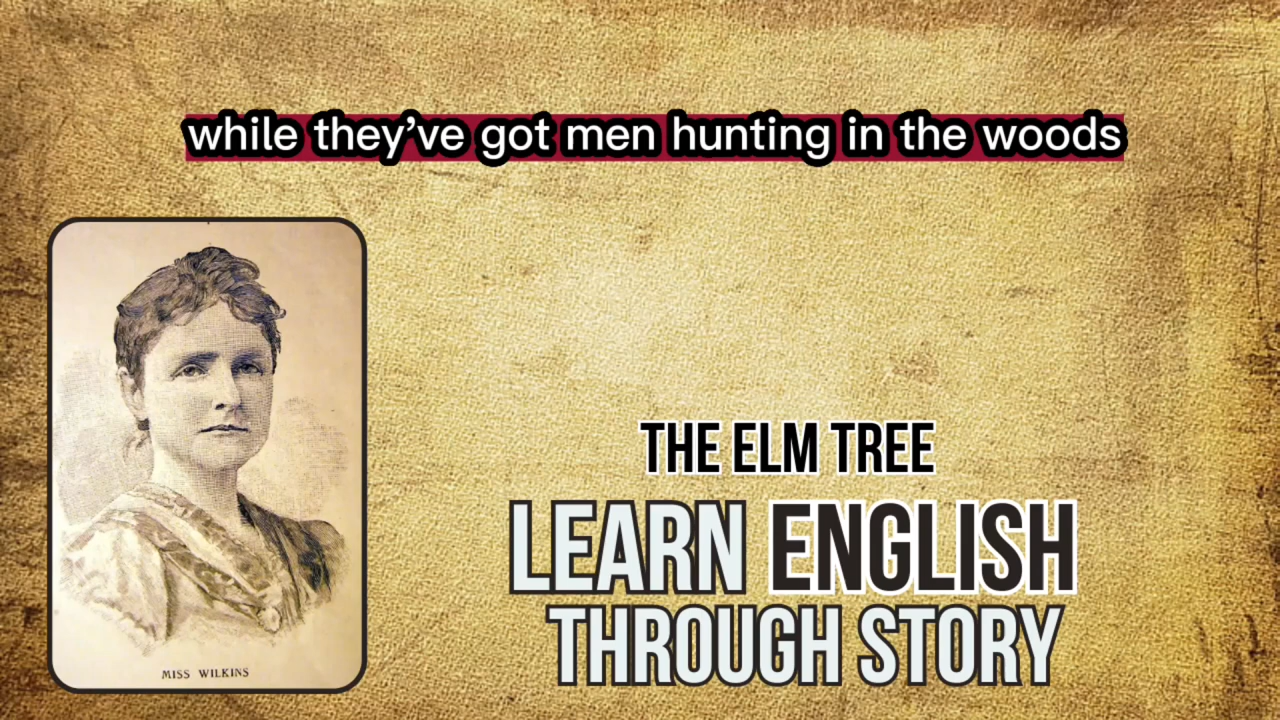 while they’ve got men hunting in the woods
THE ELM TREE
LEARN ENGLISH
THROUGH STORY
MISS WILKINS